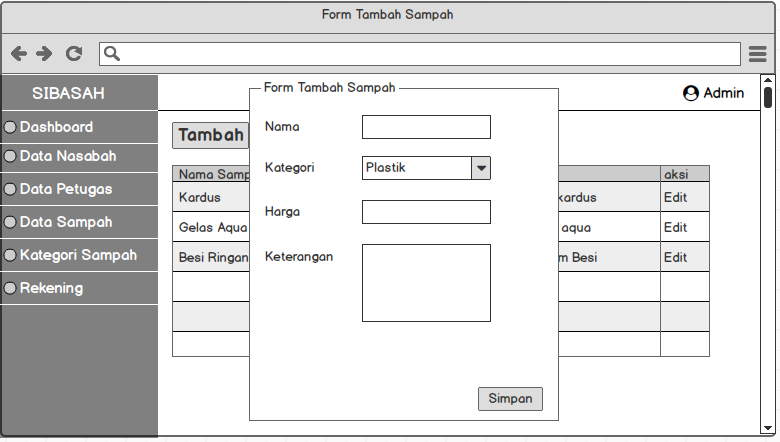 Form Tambah Sampah
SIBASAH
Dashboard
Data Nasabah
Data Petugas
Data Sampah
Kategori Sampah
Rekening
Admin
Tambah
Nama Samp
aksi
Kardus
kardus
Edit
Gelas Aqua
aqua
Edit
Besi Ringan
m Besi
Edit
Form Tambah Sampah
Nama
Kategori
Plastik
Harga
Keterangan
Simpan